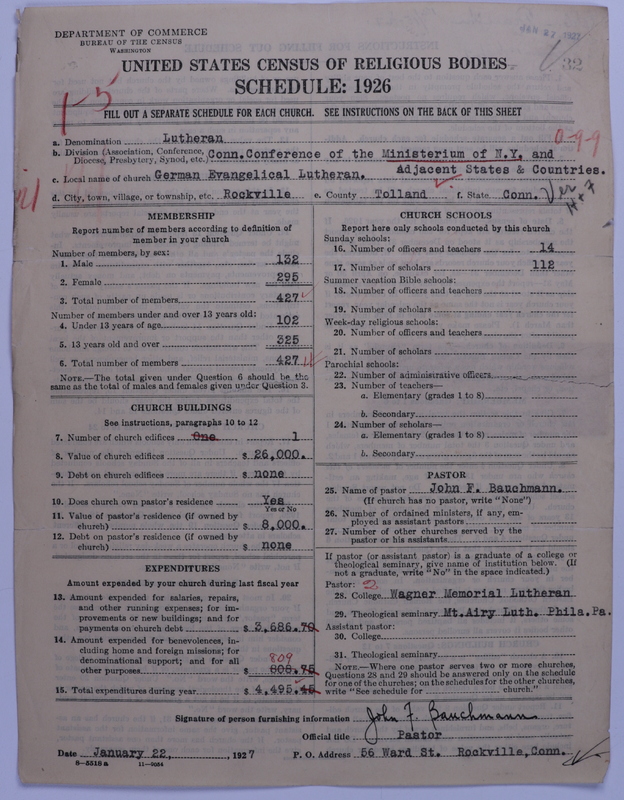 DEPARTMENT OF COMMERCE
BUREAU OF THE CENSUS
WASHINGTON
JAN 27 1927
UNITED STATES CENSUS OF RELIGIOUS BODIES
32
SCHEDULE: 1926
1-5
FILL OUT A SEPARATE SCHEDULE FOR EACH CHURCH. SEE INSTRUCTIONS ON THE BACK OF THIS SHEET
a. Denomination Lutheran
0-9-9
b. Division (Association, Conference, Diocese, Presbytery, Synod, etc.) Conn.Conference of the Ministerium of N.Y. and
Adjacent States & Countries.
c. Local name of church German Evangelical Lutheran.
d. City, town, village, or township, etc. Rockville e. County Tolland f. State Conn.
Ver
H+7
MEMBERSHIP
Report number of members according to definition of
member in your church
Number of members, by sex:
1. Male 132
2. Female 295
3. Total number of members 427
Number of members under and over 13 years old:
4. Under 13 years of age 102
5. 13 years old and over 325
6. Total number of members 427
NOTE.—The total given under Question 6 should be the
same as the total of males and females given under Question 3.
CHURCH BUILDINGS
See instructions, paragraphs 10 to 12
7. Number of church edifices One 1
8. Value of church edifices $ 26,000.
9. Debt on church edifices $ none
10. Does church own pastor's residence Yes
Yes or No
11. Value of pastor's residence (if owned by
church) $ 8,000.
12. Debt on pastor's residence (if owned by
church) $ none
EXPENDITURES
Amount expended by your church during last fiscal year
13. Amount expended for salaries, repairs,
and other running expenses; for im-
provements or new buildings; and for
payments on church debt $ 3,686.70
14. Amount expended for benevolences, in-
cluding home and foreign missions; for
denominational support; and for all
809
other purposes $ 808.75
15. Total expenditures during year $ 4,495.45
CHURCH SCHOOLS
Report here only schools conducted by this church
Sunday schools:
16. Number of officers and teachers 14
17. Number of scholars 112
Summer vacation Bible schools:
18. Number of officers and teachers
19. Number of scholars
Week-day religious schools:
20. Number of officers and teachers
21. Number of scholars
Parochial schools:
22. Number of administrative officers
23. Number of teachers—
a. Elementary (grades 1 to 8)
b. Secondary
24. Number of scholars—
a. Elementary (grades 1 to 8)
b. Secondary
PASTOR
25. Name of pastor John F. Bauchmann.
(If church has no pastor, write "None")
26. Number of ordained ministers, if any, em-
ployed as assistant pastors
27. Number of other churches served by the
pastor or his assistants
If pastor (or assistant pastor) is a graduate of a college or
theological seminary, give name of institution below. (If
not a graduate, write "No" in the space indicated.)
Pastor: 2
28. College Wagner Memorial Lutheran
29. Theological seminary Mt.Airy Luth. Phila.Pa.
Assistant pastor:
30. College
31. Theological seminary
NOTE.—Where one pastor serves two or more churches,
Questions 28 and 29 should be answered only on the schedule
for one of the churches; on the schedules for the other churches,
write "See schedule for church."
Signature of person furnishing information John F. Bauchmann
Official title Pastor
Date January 22, 1927 P. O. Address 56 Ward St. Rockville,Conn.
8—5518 a 11—9054